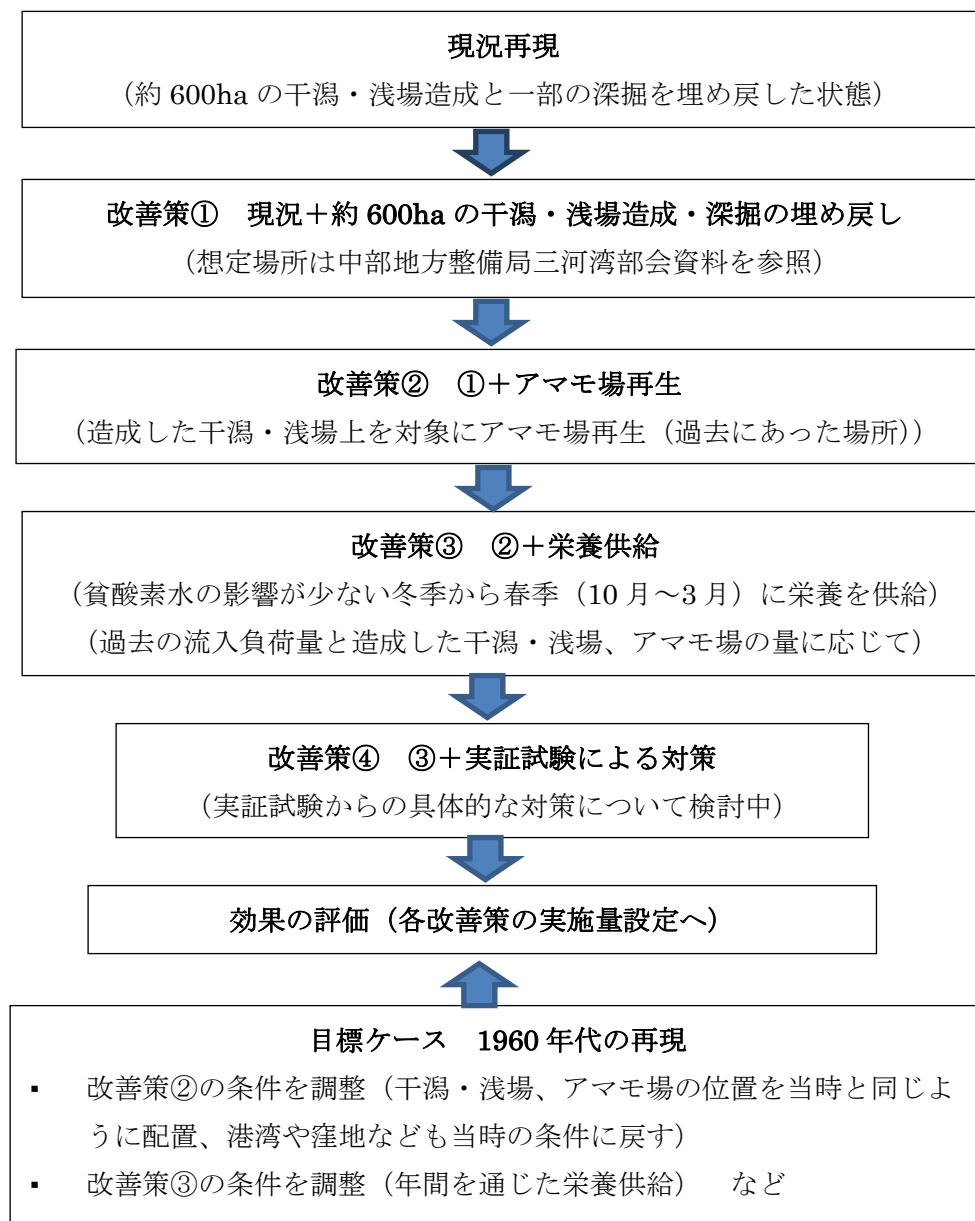 現況再現
（約 600ha の干潟・浅場造成と一部の深掘を埋め戻した状態）
改善策①　現況＋約 600ha の干潟・浅場造成・深掘の埋め戻し
（想定場所は中部地方整備局三河湾部会資料を参照）
改善策②　①＋アマモ場再生
（造成した干潟・浅場上を対象にアマモ場再生（過去にあった場所））
改善策③　②＋栄養供給
（貧酸素水の影響が少ない冬季から春季（10 月～3 月）に栄養を供給）
（過去の流入負荷量と造成した干潟・浅場、アマモ場の量に応じて）
改善策④　③＋実証試験による対策
（実証試験からの具体的な対策について検討中）
効果の評価（各改善策の実施量設定へ）
目標ケース　1960 年代の再現
▪ 改善策②の条件を調整（干潟・浅場、アマモ場の位置を当時と同じよ
うに配置、港湾や窪地なども当時の条件に戻す）
▪ 改善策③の条件を調整（年間を通じた栄養供給）　など